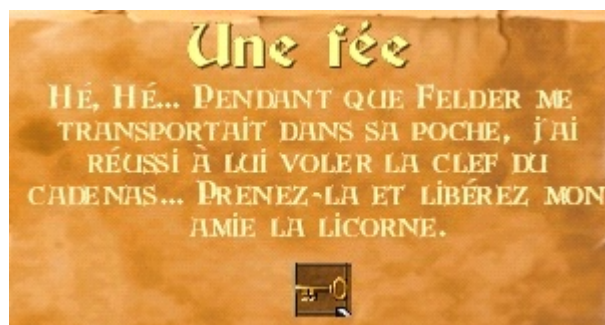 Une fée
HÉ, HÉ... PENDANT QUE FELDER ME
TRANSPORTAIT DANS SA POCHE, J'AI
RÉUSSI À LUI VOLER LA CLEF DU
CADENAS... PRENEZ-LA ET LIBÉREZ MON
AMIE LA LICORNE.